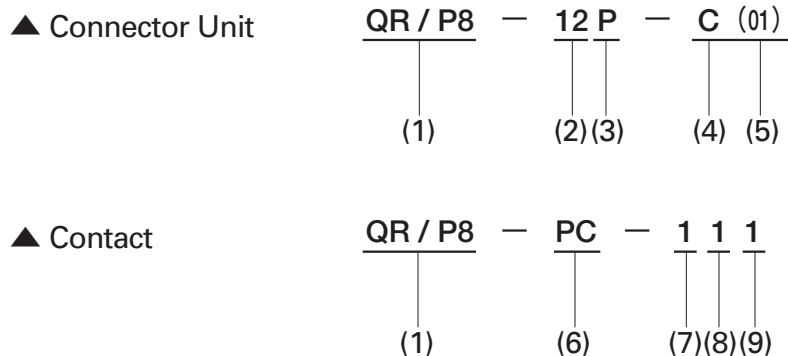 ▲ Connector Unit QR / P8 － 12 P － C (01)
(1) (2) (3) (4) (5)
▲ Contact QR / P8 － PC － 1 1 1
(1) (6) (7) (8) (9)